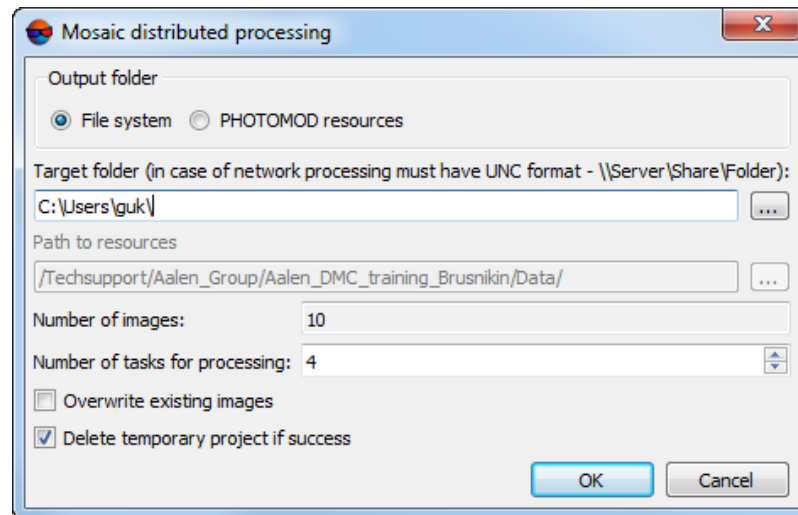 Mosaic distributed processing
Output folder
File system PHOTOMOD resources
Target folder (in case of network processing must have UNC format - \\Server\Share\Folder):
C:\Users\guk\
...
Path to resources
/Techsupport/Aalen_Group/Aalen_DMC_training_Brusnikin/Data/
...
Number of images: 10
Number of tasks for processing: 4
Overwrite existing images
Delete temporary project if success
OK Cancel